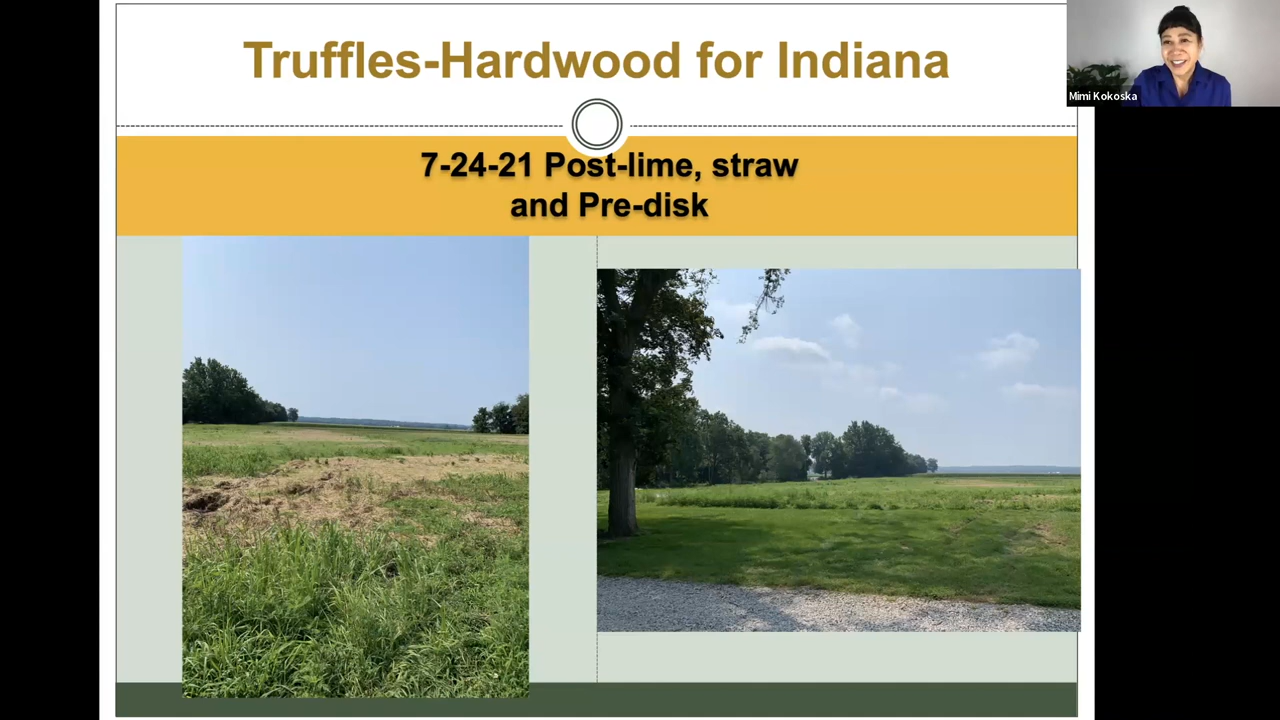 Truffles-Hardwood for Indiana
7-24-21 Post-lime, straw
and Pre-disk
Mimi Kokoska